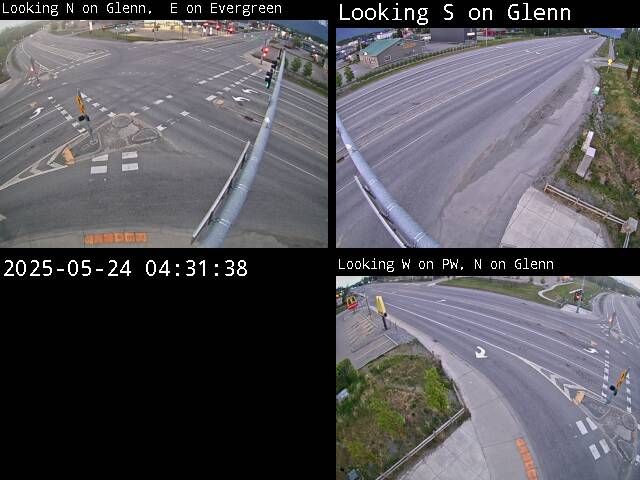 Looking N on Glenn,  E on Evergreen
Looking S on Glenn
2025-05-24 04:31:38
Looking W on PW, N on Glenn